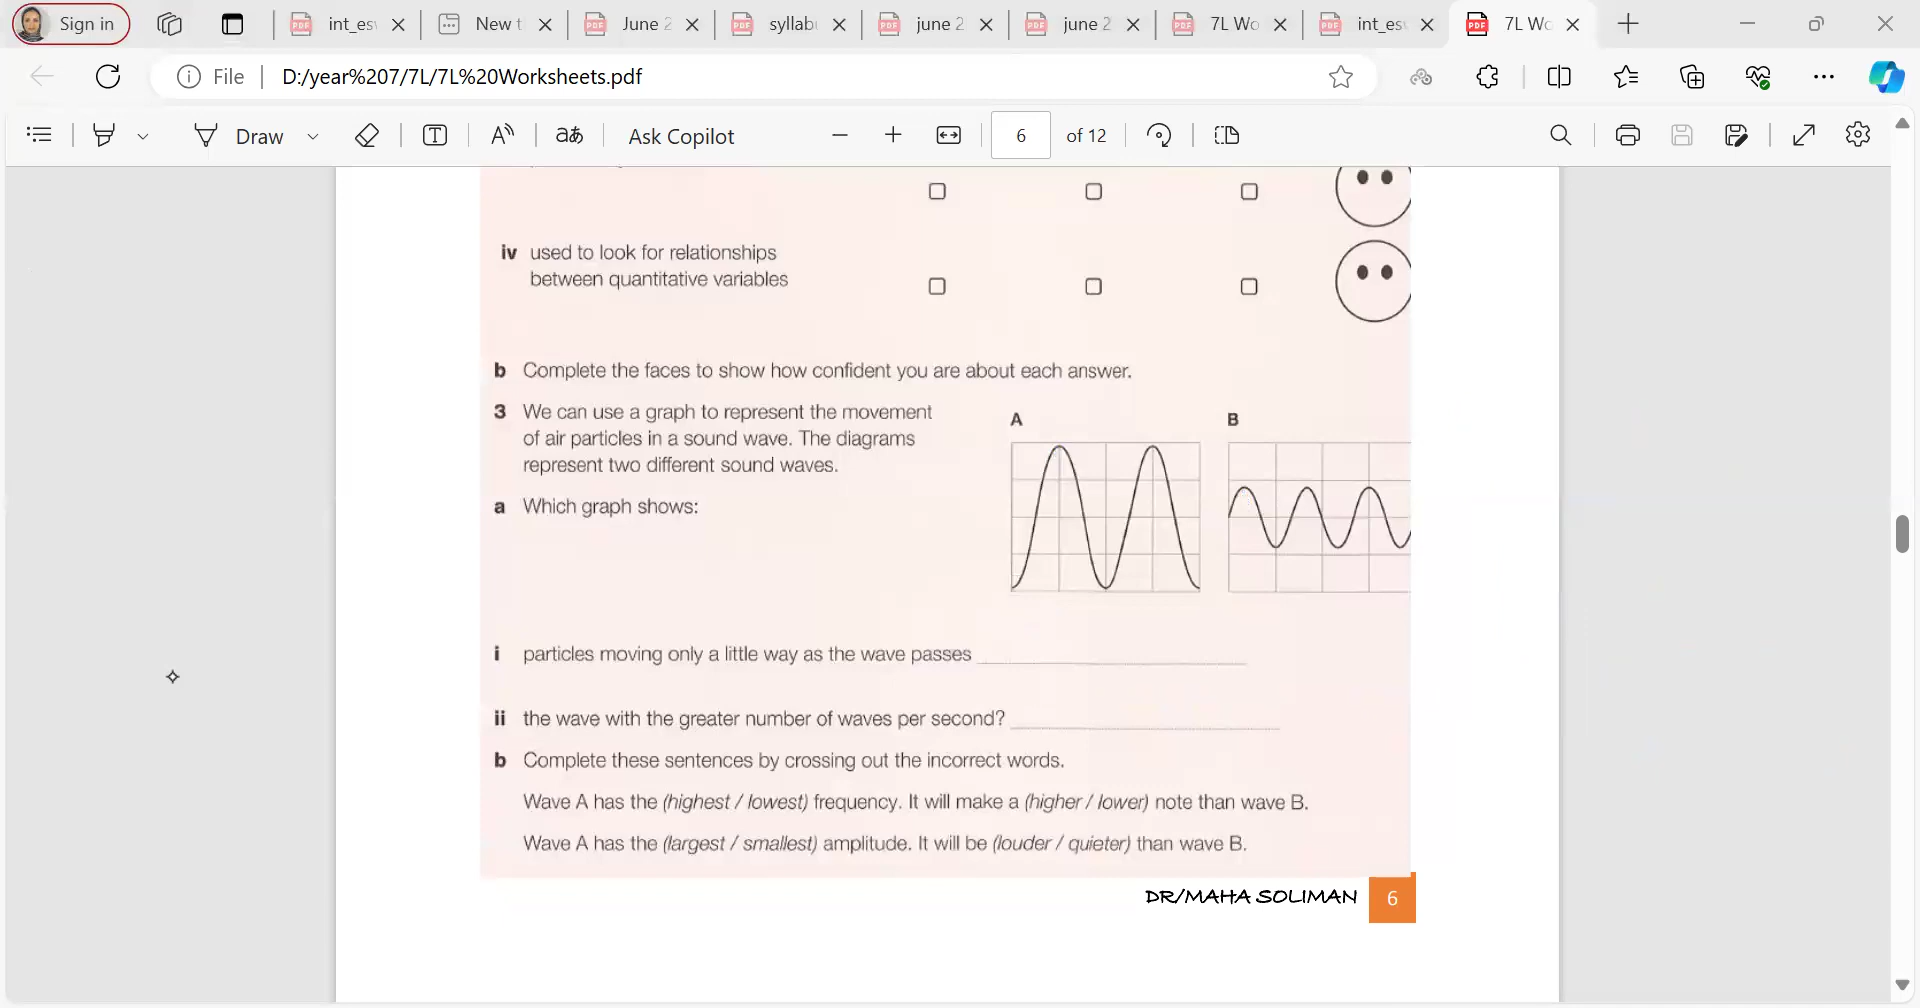 Sign in
int_es
New t
June 2
syllabu
june 2
june 2
7L Wo
int_es
7L Wo
File
D:/year%207/7L/7L%20Worksheets.pdf
Draw
A
aあ
Ask Copilot
6 of 12
iv used to look for relationships
between quantitative variables
b Complete the faces to show how confident you are about each answer.
3 We can use a graph to represent the movement
of air particles in a sound wave. The diagrams
represent two different sound waves.
A
B
a Which graph shows:
i particles moving only a little way as the wave passes
ii the wave with the greater number of waves per second?
b Complete these sentences by crossing out the incorrect words.
Wave A has the (highest / lowest) frequency. It will make a (higher / lower) note than wave B.
Wave A has the (largest / smallest) amplitude. It will be (louder / quieter) than wave B.
DR/MAHA SOLIMAN 6